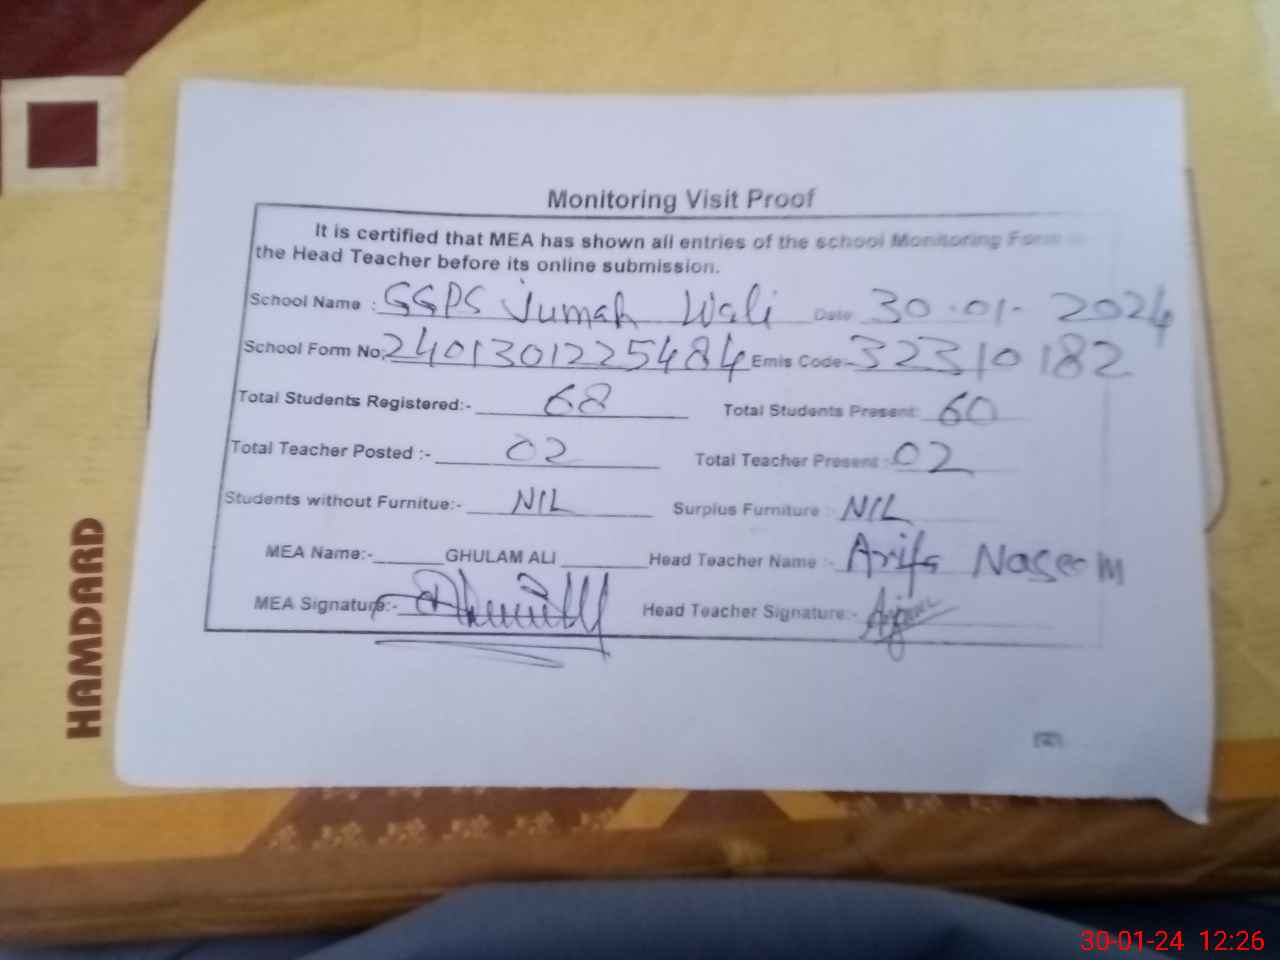 Monitoring Visit Proof
It is certified that MEA has shown all entries of the school Monitoring Form
the Head Teacher before its online submission.
School Name : GGPS Jumah Wali Date 30-01-2024
School Form No: 2401301225484 Emis Code:- 32310182
Total Students Registered:- 68 Total Students Present: 60
Total Teacher Posted :- 02 Total Teacher Present :- 02
Students without Furnitue:- NIL Surplus Furniture :- NIL
MEA Name:- GHULAM ALI Head Teacher Name :- Arifa Naseem
MEA Signature:- Head Teacher Signature:-
HAMDARD
30-01-24 12:26